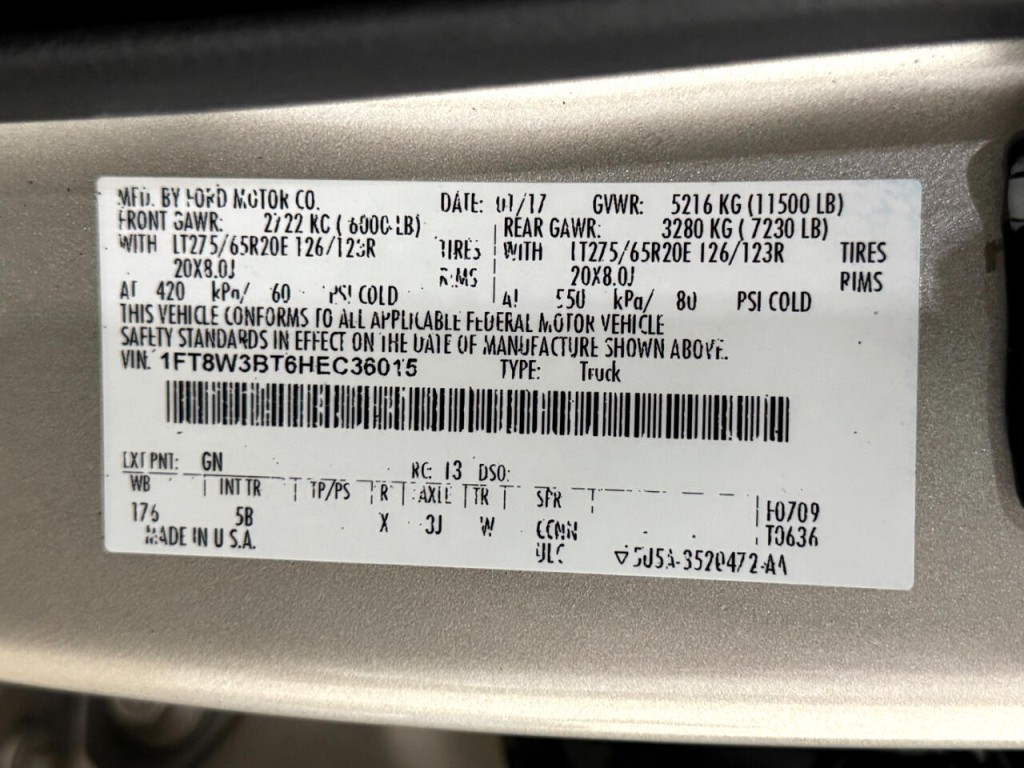 MFD. BY FORD MOTOR CO. DATE: 01/17 GVWR: 5216 KG (11500 LB)
FRONT GAWR: 2722 KG (6000 LB) REAR GAWR: 3280 KG (7230 LB)
WITH LT275/65R20E 126/123R TIRES WITH LT275/65R20E 126/123R TIRES
20X8.0J RIMS 20X8.0J RIMS
AT 420 kPa/ 60 PSI COLD AT 550 kPa/ 80 PSI COLD
THIS VEHICLE CONFORMS TO ALL APPLICABLE FEDERAL MOTOR VEHICLE
SAFETY STANDARDS IN EFFECT ON THE DATE OF MANUFACTURE SHOWN ABOVE.
VIN: 1FT8W3BT6HEC36015 TYPE: Truck
EXT PNT: GN RC: 13 DSO:
WB INT TR TP/PS R AXLE TR SPR
176 5B X 3J W
MADE IN U.S.A.
F0709
T0636